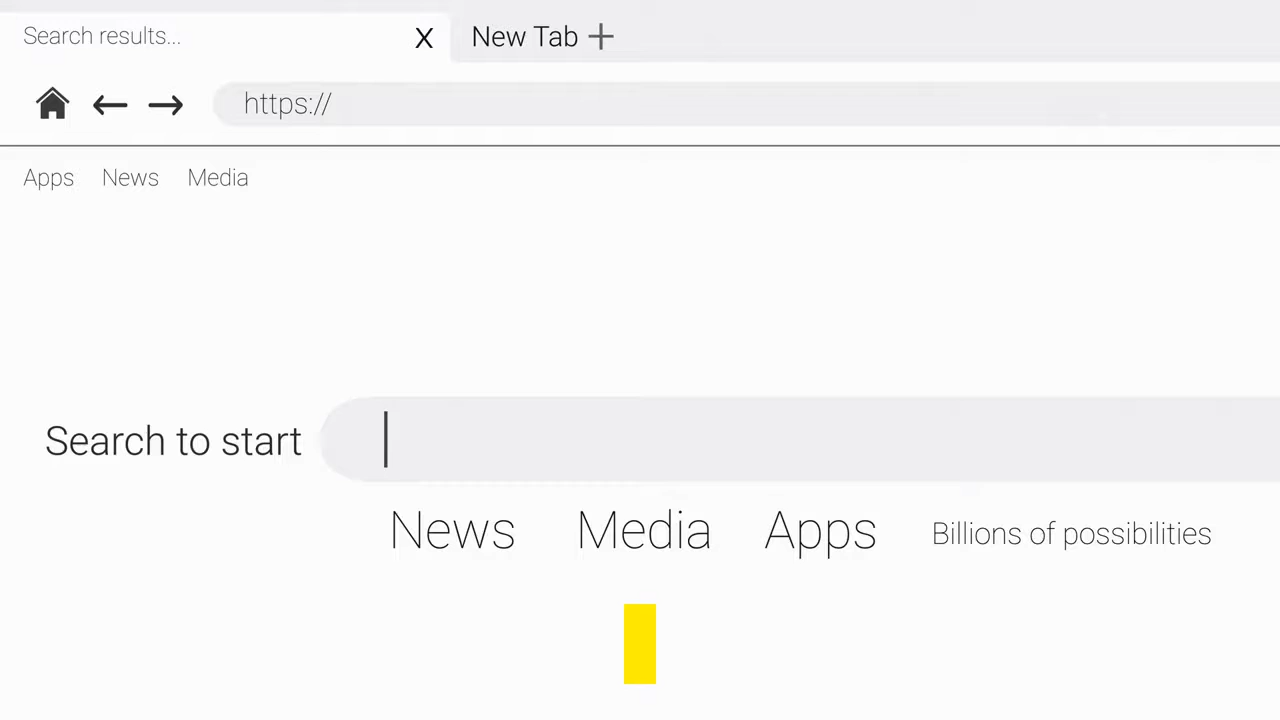 Search results... X New Tab +
https://
Apps News Media
Search to start
News Media Apps Billions of possibilities